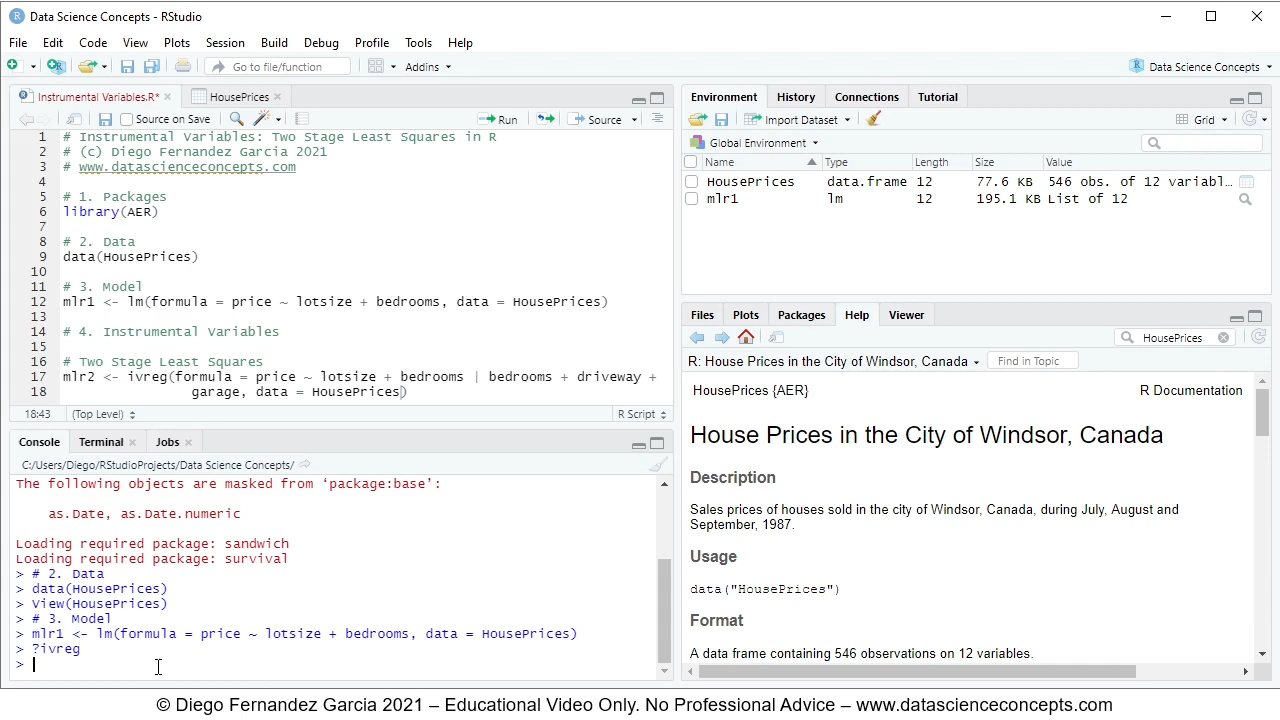 Data Science Concepts - RStudio
File Edit Code View Plots Session Build Debug Profile Tools Help
Go to file/function Addins Data Science Concepts
Instrumental Variables.R* HousePrices
Source on Save Run Source
1 # Instrumental Variables: Two Stage Least Squares in R
2 # (c) Diego Fernandez Garcia 2021
3 # www.datascienceconcepts.com
4
5 # 1. Packages
6 library(AER)
7
8 # 2. Data
9 data(HousePrices)
10
11 # 3. Model
12 mlr1 <- lm(formula = price ~ lotsize + bedrooms, data = HousePrices)
13
14 # 4. Instrumental Variables
15
16 # Two Stage Least Squares
17 mlr2 <- ivreg(formula = price ~ lotsize + bedrooms | bedrooms + driveway +
18 garage, data = HousePrices)
18:43 (Top Level) R Script
Console Terminal Jobs
C:/Users/Diego/RStudioProjects/Data Science Concepts/
The following objects are masked from ‘package:base’:
as.Date, as.Date.numeric
Loading required package: sandwich
Loading required package: survival
> # 2. Data
> data(HousePrices)
> View(HousePrices)
> # 3. Model
> mlr1 <- lm(formula = price ~ lotsize + bedrooms, data = HousePrices)
> ?ivreg
>
Environment History Connections Tutorial
Import Dataset Grid
Global Environment
Name Type Length Size Value
HousePrices data.frame 12 77.6 KB 546 obs. of 12 variabl…
mlr1 lm 12 195.1 KB List of 12
Files Plots Packages Help Viewer
HousePrices
R: House Prices in the City of Windsor, Canada Find in Topic
HousePrices {AER} R Documentation
House Prices in the City of Windsor, Canada
Description
Sales prices of houses sold in the city of Windsor, Canada, during July, August and
September, 1987.
Usage
data("HousePrices")
Format
A data frame containing 546 observations on 12 variables.
© Diego Fernandez Garcia 2021 – Educational Video Only. No Professional Advice – www.datascienceconcepts.com